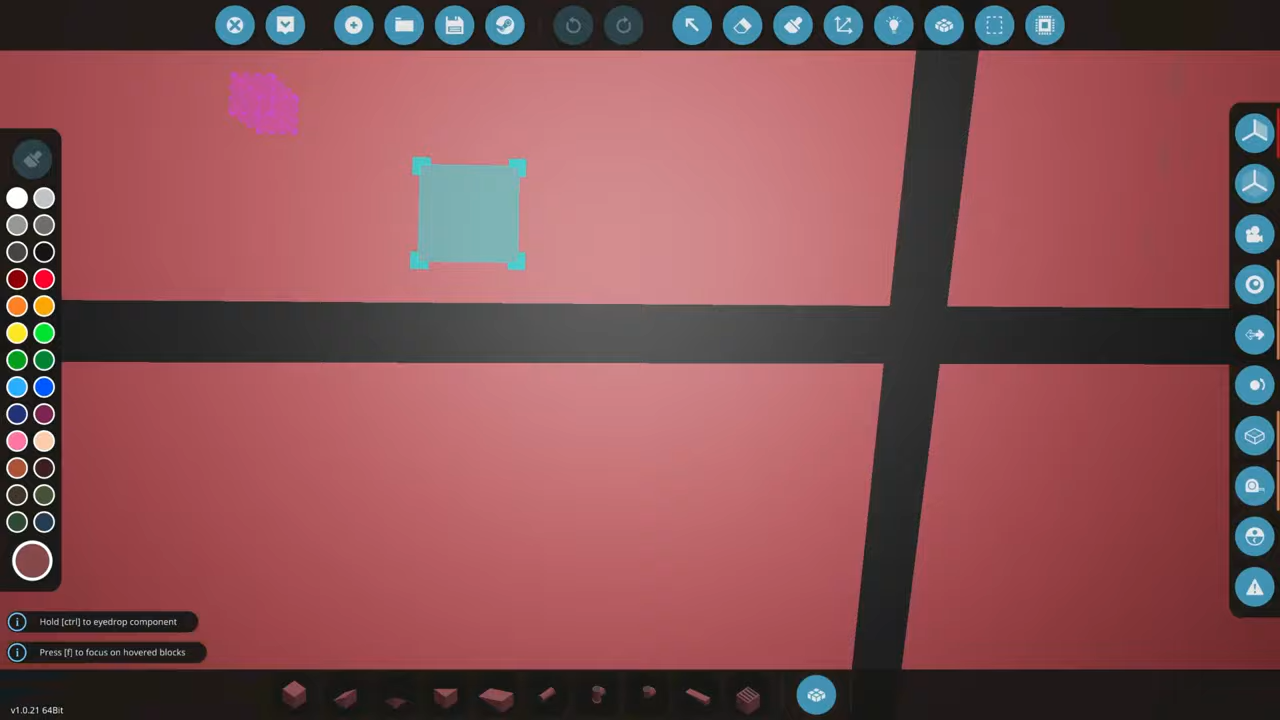 Hold [ctrl] to eyedrop component
Press [f] to focus on hovered blocks
v1.0.21 64Bit